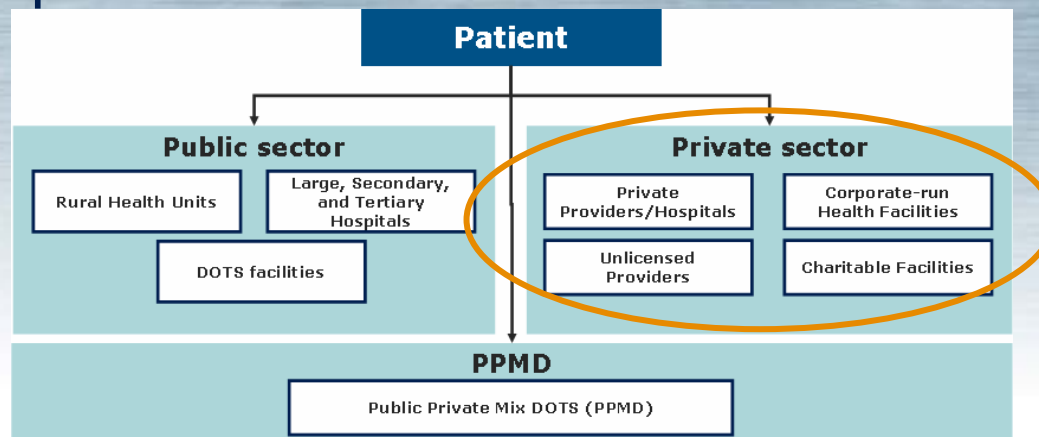 Patient
Public sector
Rural Health Units
Large, Secondary,
and Tertiary
Hospitals
DOTS facilities
Private sector
Private
Providers/Hospitals
Corporate-run
Health Facilities
Unlicensed
Providers
Charitable Facilities
PPMD
Public Private Mix DOTS (PPMD)